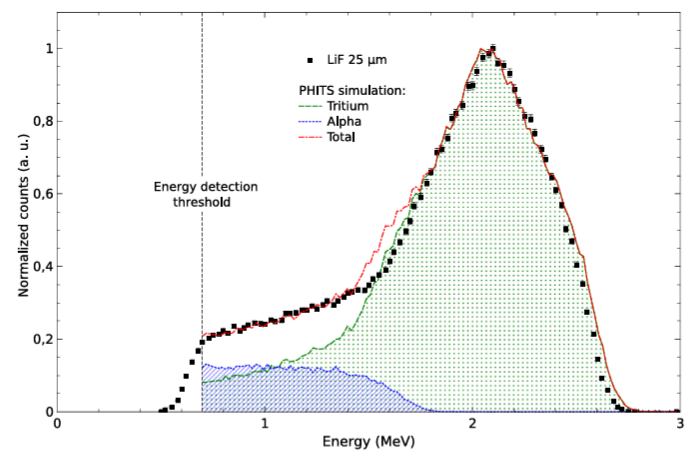 LiF 25 μm
PHITS simulation:
Tritium
Alpha
Total
Energy detection
threshold
Normalized counts (a. u.)
1
0,8
0,6
0,4
0,2
0
0
1
2
3
Energy (MeV)